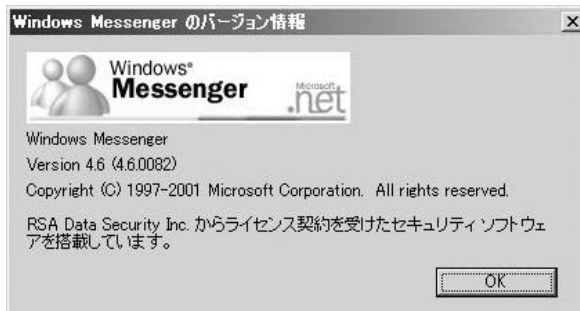 Windows Messenger のバージョン情報
Windows®
Messenger
Microsoft
.net
Windows Messenger
Version 4.6 (4.6.0082)
Copyright (C) 1997-2001 Microsoft Corporation. All rights reserved.
RSA Data Security Inc. からライセンス契約を受けたセキュリティ ソフトウェ
アを搭載しています。
OK